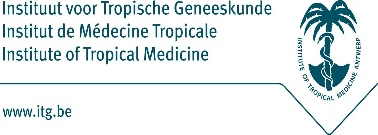 Instituut voor Tropische Geneeskunde
Institut de Médecine Tropicale
Institute of Tropical Medicine
www.itg.be
INSTITUTE OF TROPICAL MEDICINE ANTWERP